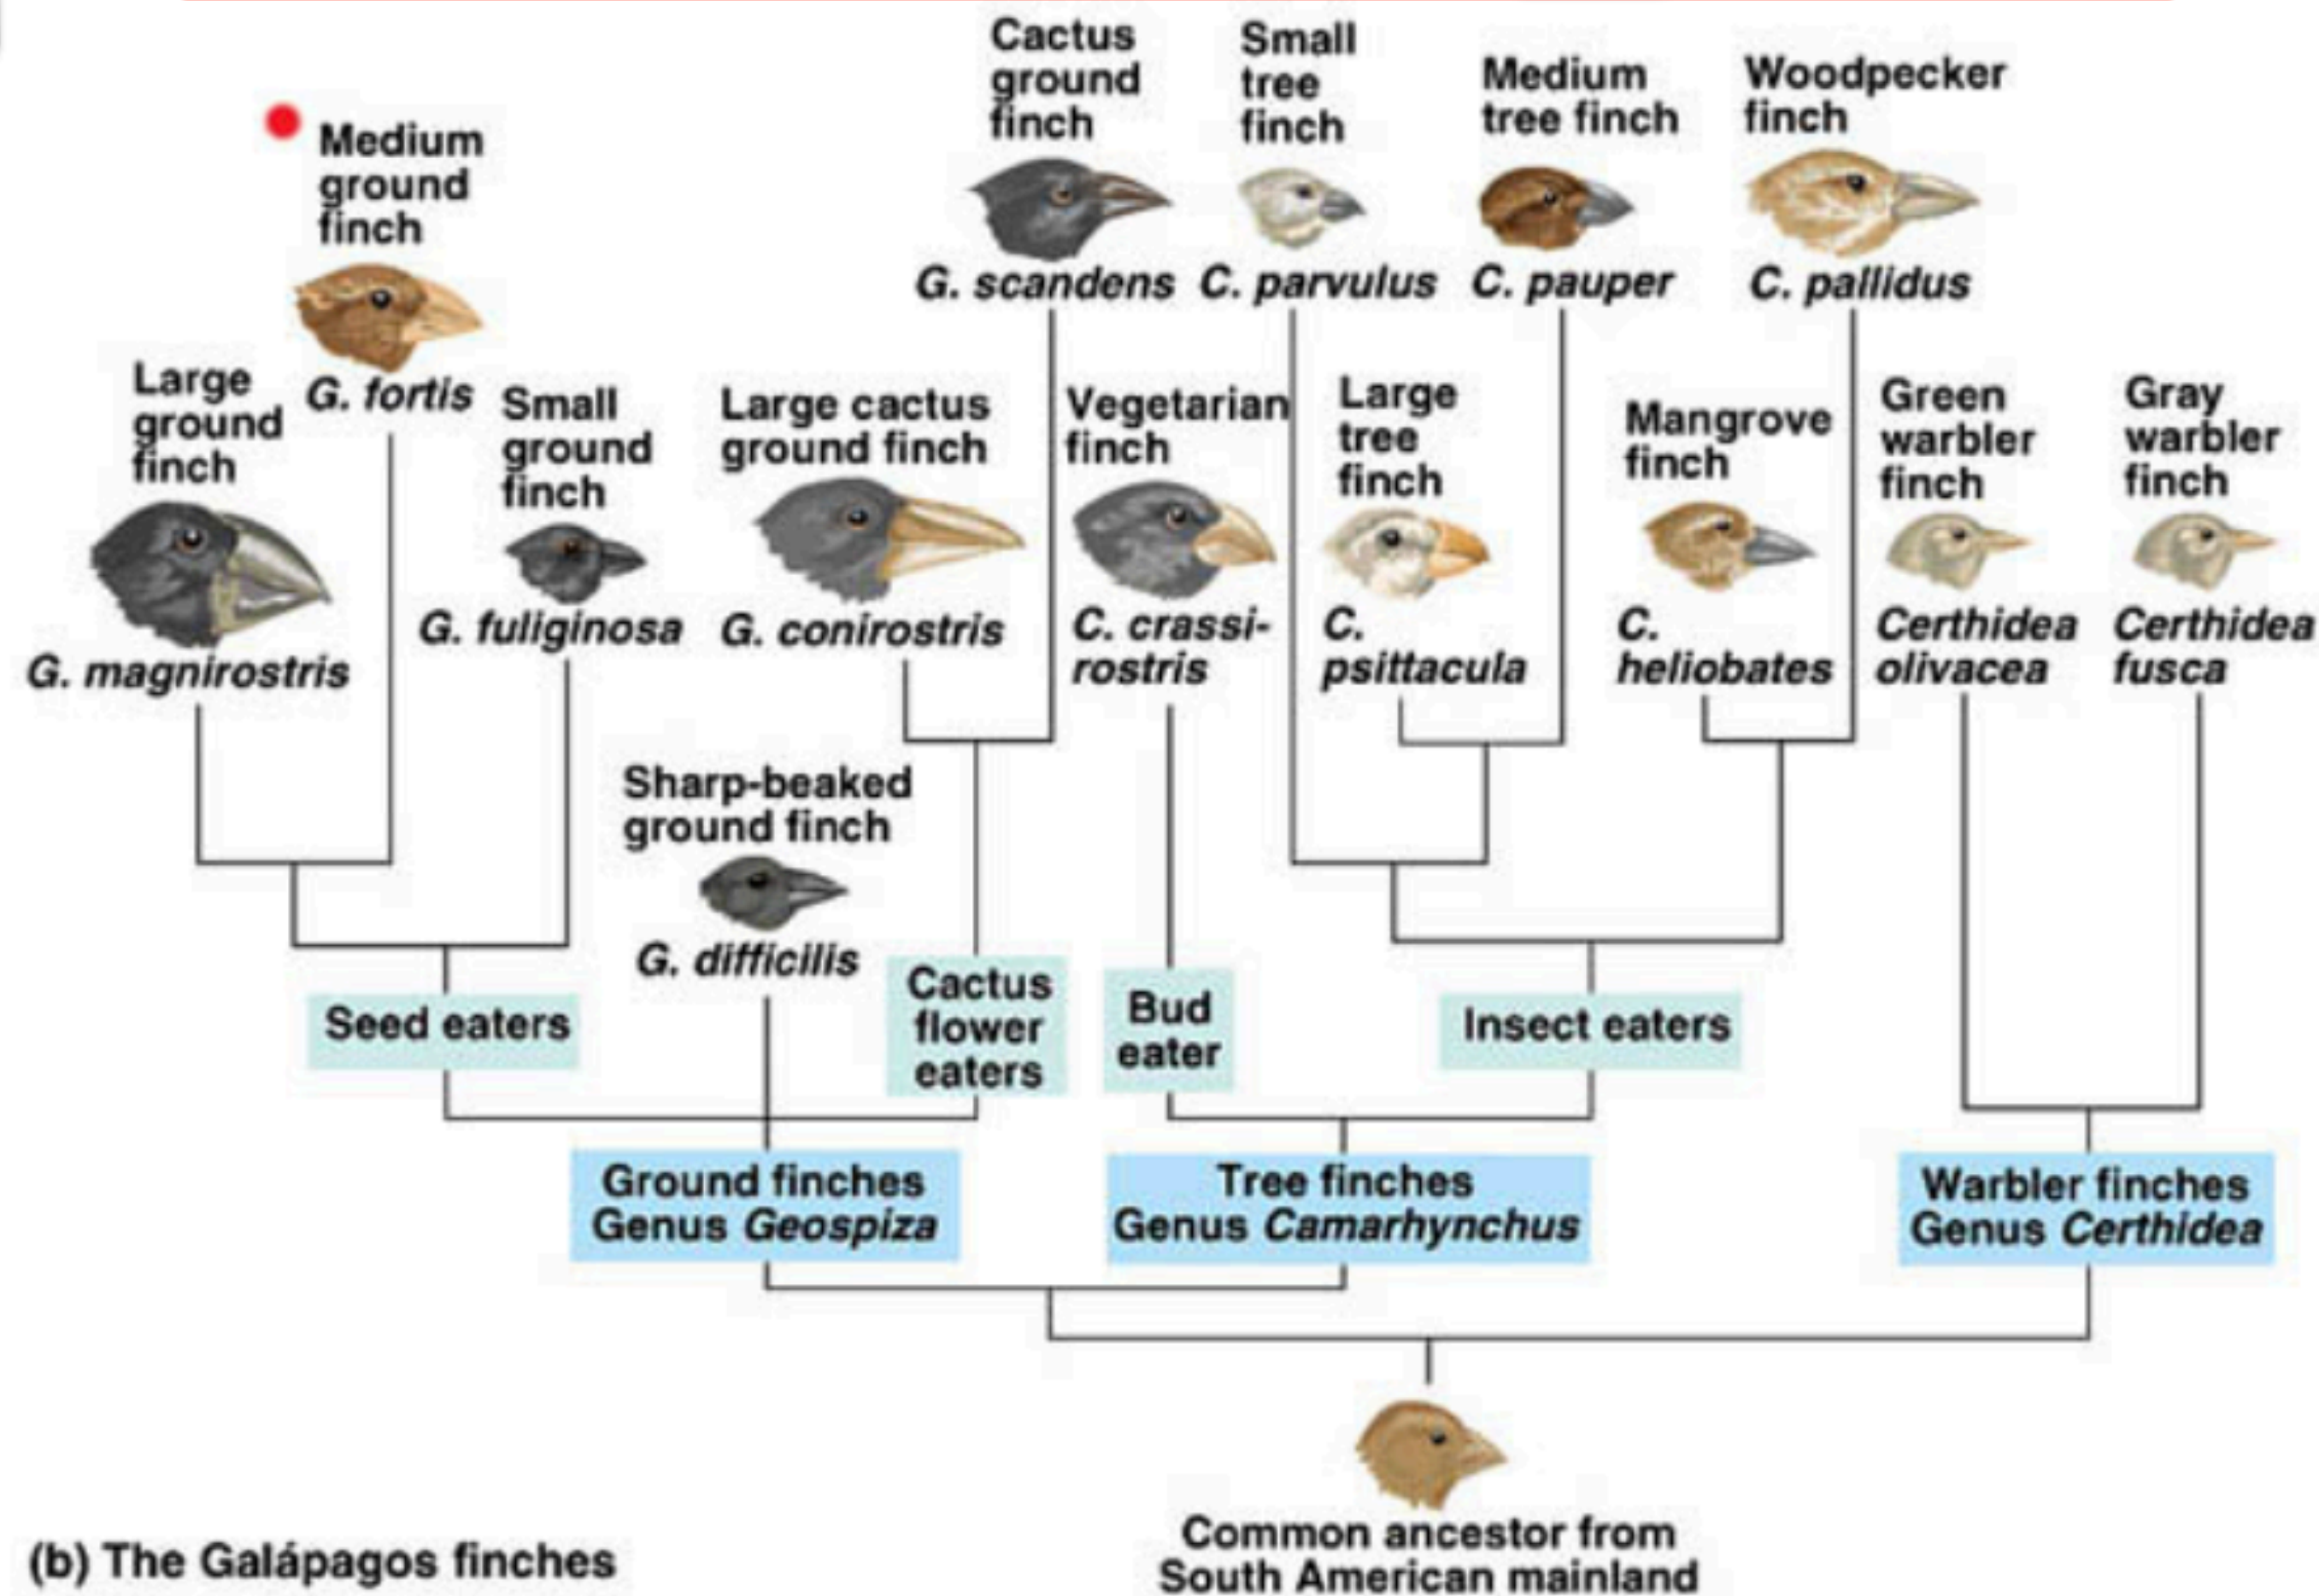 Cactus
ground
finch
G. scandens
Small
tree
finch
C. parvulus
Medium
tree finch
C. pauper
Woodpecker
finch
C. pallidus
Medium
ground
finch
G. fortis
Large
ground
finch
G. magnirostris
Small
ground
finch
G. fuliginosa
Large cactus
ground finch
G. conirostris
Vegetarian
finch
C. crassi-
rostris
Large
tree
finch
C.
psittacula
Mangrove
finch
C.
heliobates
Green
warbler
finch
Certhidea
olivacea
Gray
warbler
finch
Certhidea
fusca
Sharp-beaked
ground finch
G. difficilis
Seed eaters
Cactus
flower
eaters
Bud
eater
Insect eaters
Ground finches
Genus Geospiza
Tree finches
Genus Camarhynchus
Warbler finches
Genus Certhidea
Common ancestor from
South American mainland
(b) The Galápagos finches